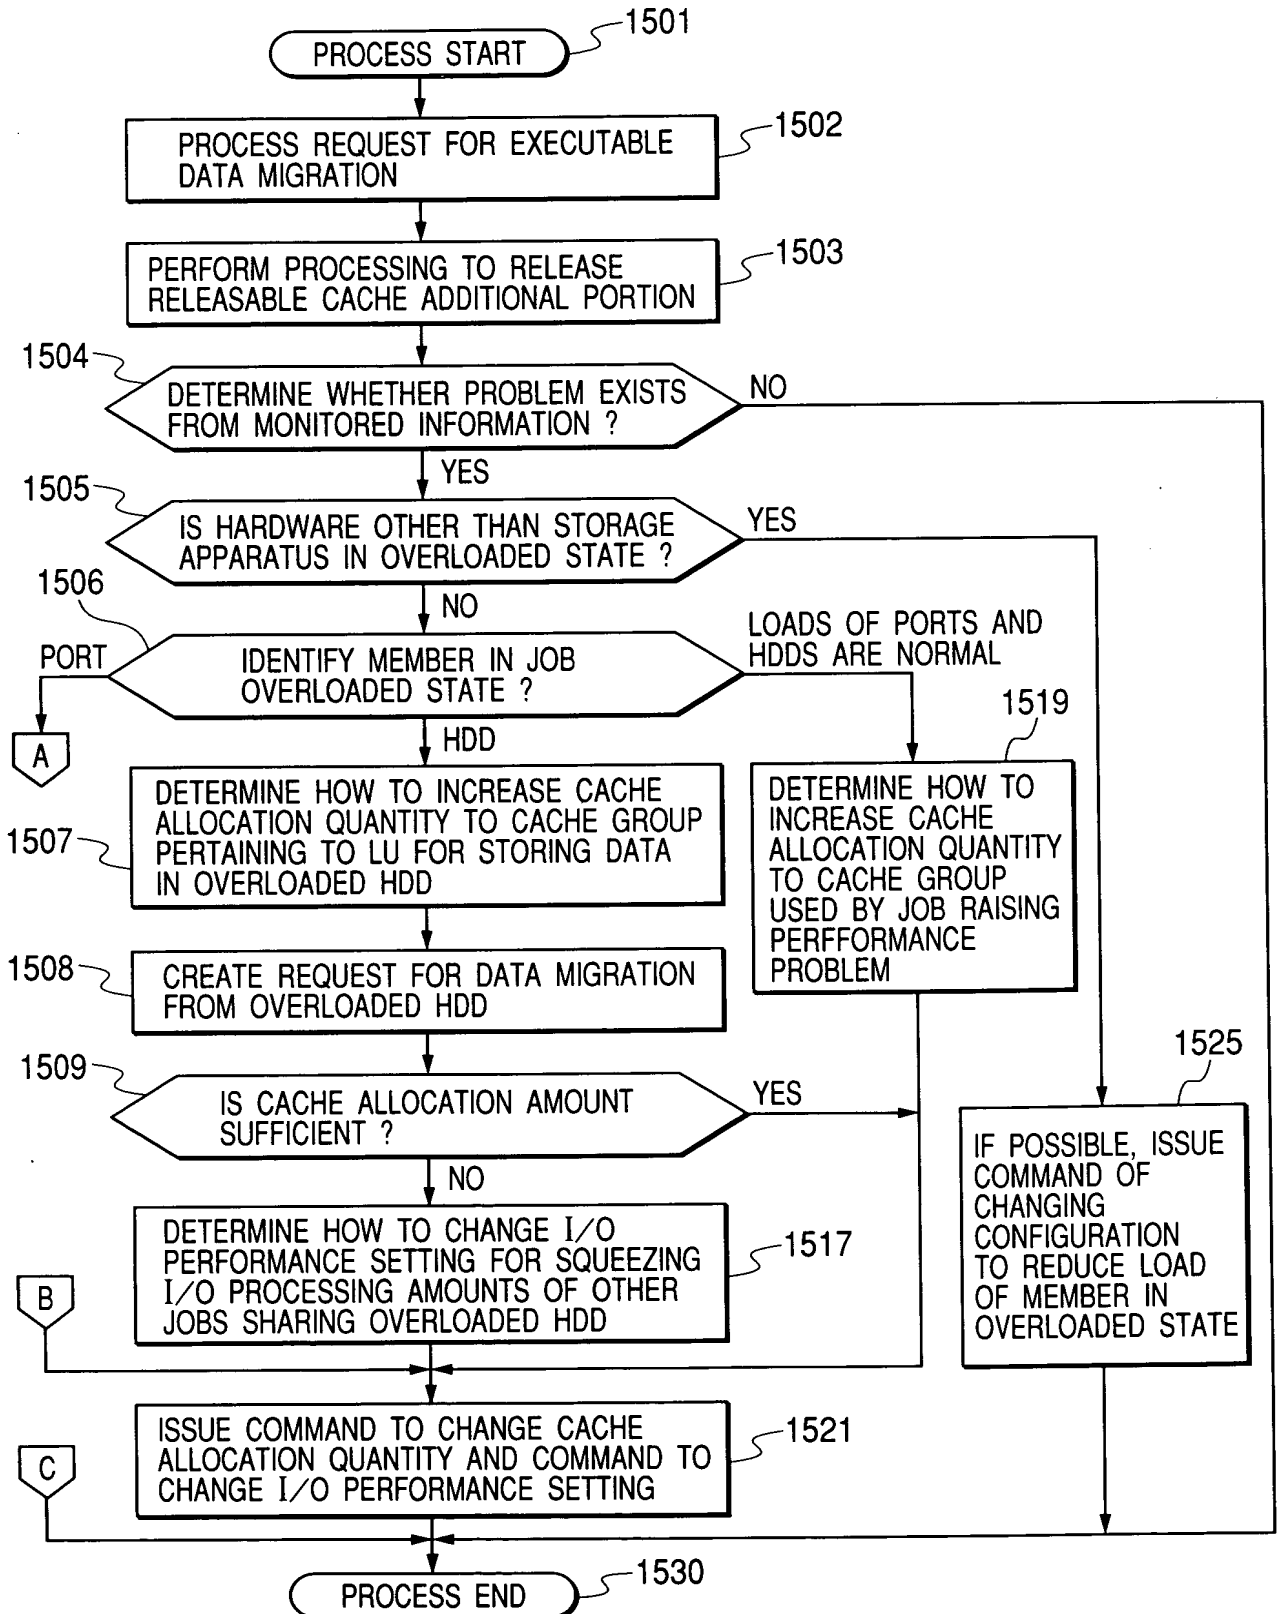 1501
PROCESS START
1502
PROCESS REQUEST FOR EXECUTABLE
DATA MIGRATION
1503
PERFORM PROCESSING TO RELEASE
RELEASABLE CACHE ADDITIONAL PORTION
1504
DETERMINE WHETHER PROBLEM EXISTS
FROM MONITORED INFORMATION ?
NO
YES
1505
IS HARDWARE OTHER THAN STORAGE
APPARATUS IN OVERLOADED STATE ?
YES
NO
1506
PORT
IDENTIFY MEMBER IN JOB
OVERLOADED STATE ?
LOADS OF PORTS AND
HDDS ARE NORMAL
A
HDD
1507
DETERMINE HOW TO INCREASE CACHE
ALLOCATION QUANTITY TO CACHE GROUP
PERTAINING TO LU FOR STORING DATA
IN OVERLOADED HDD
1519
DETERMINE HOW TO
INCREASE CACHE
ALLOCATION QUANTITY
TO CACHE GROUP
USED BY JOB RAISING
PERFFORMANCE
PROBLEM
1508
CREATE REQUEST FOR DATA MIGRATION
FROM OVERLOADED HDD
1509
IS CACHE ALLOCATION AMOUNT
SUFFICIENT ?
YES
NO
1525
IF POSSIBLE, ISSUE
COMMAND OF
CHANGING
CONFIGURATION
TO REDUCE LOAD
OF MEMBER IN
OVERLOADED STATE
DETERMINE HOW TO CHANGE I/O
PERFORMANCE SETTING FOR SQUEEZING
I/O PROCESSING AMOUNTS OF OTHER
JOBS SHARING OVERLOADED HDD
1517
B
ISSUE COMMAND TO CHANGE CACHE
ALLOCATION QUANTITY AND COMMAND TO
CHANGE I/O PERFORMANCE SETTING
1521
C
PROCESS END
1530